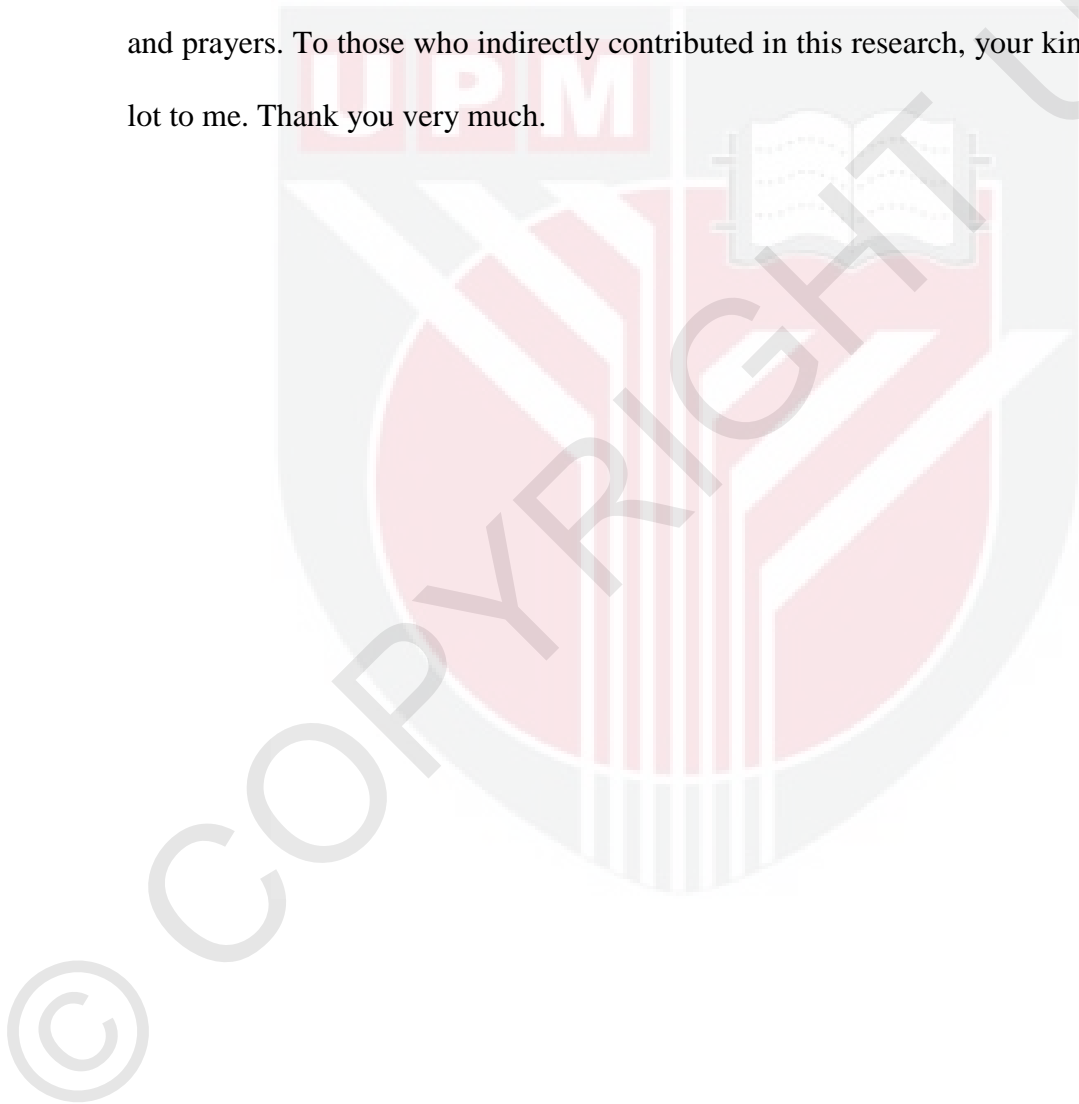 and prayers. To those who indirectly contributed in this research, your
lot to me. Thank you very much.
UPM
© COPYRIGHT U